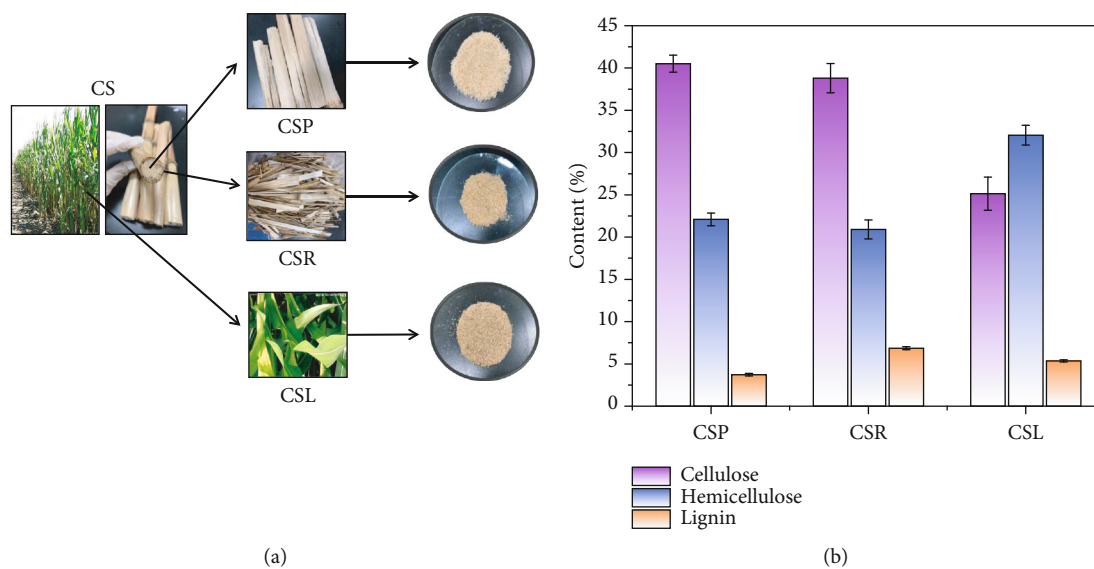 CS
CSP
CSR
CSL
(a)
Content (%)
45
40
35
30
25
20
15
10
5
0
CSP
CSR
CSL
Cellulose
Hemicellulose
Lignin
(b)